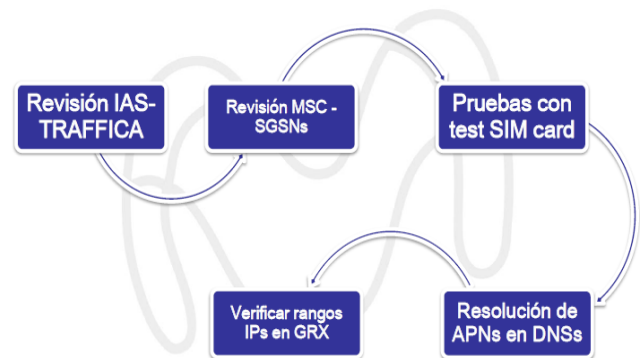 Revisión IAS-
TRAFFICA
Revisión MSC -
SGSNs
Pruebas con
test SIM card
Resolución de
APNs en DNSs
Verificar rangos
IPs en GRX